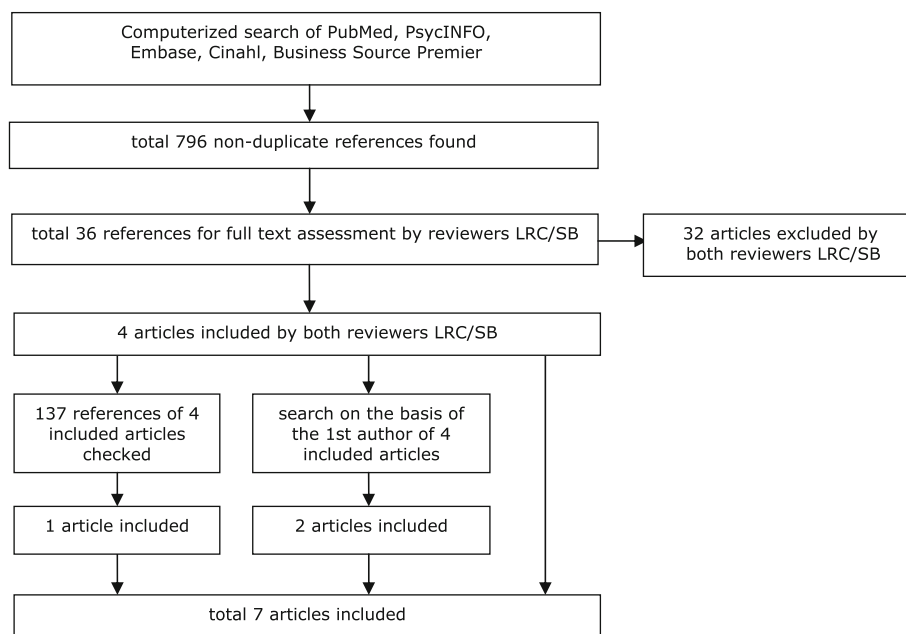 Computerized search of PubMed, PsycINFO,
Embase, Cinahl, Business Source Premier
total 796 non-duplicate references found
total 36 references for full text assessment by reviewers LRC/SB
32 articles excluded by
both reviewers LRC/SB
4 articles included by both reviewers LRC/SB
137 references of 4
included articles
checked
search on the basis of
the 1st author of 4
included articles
1 article included
2 articles included
total 7 articles included